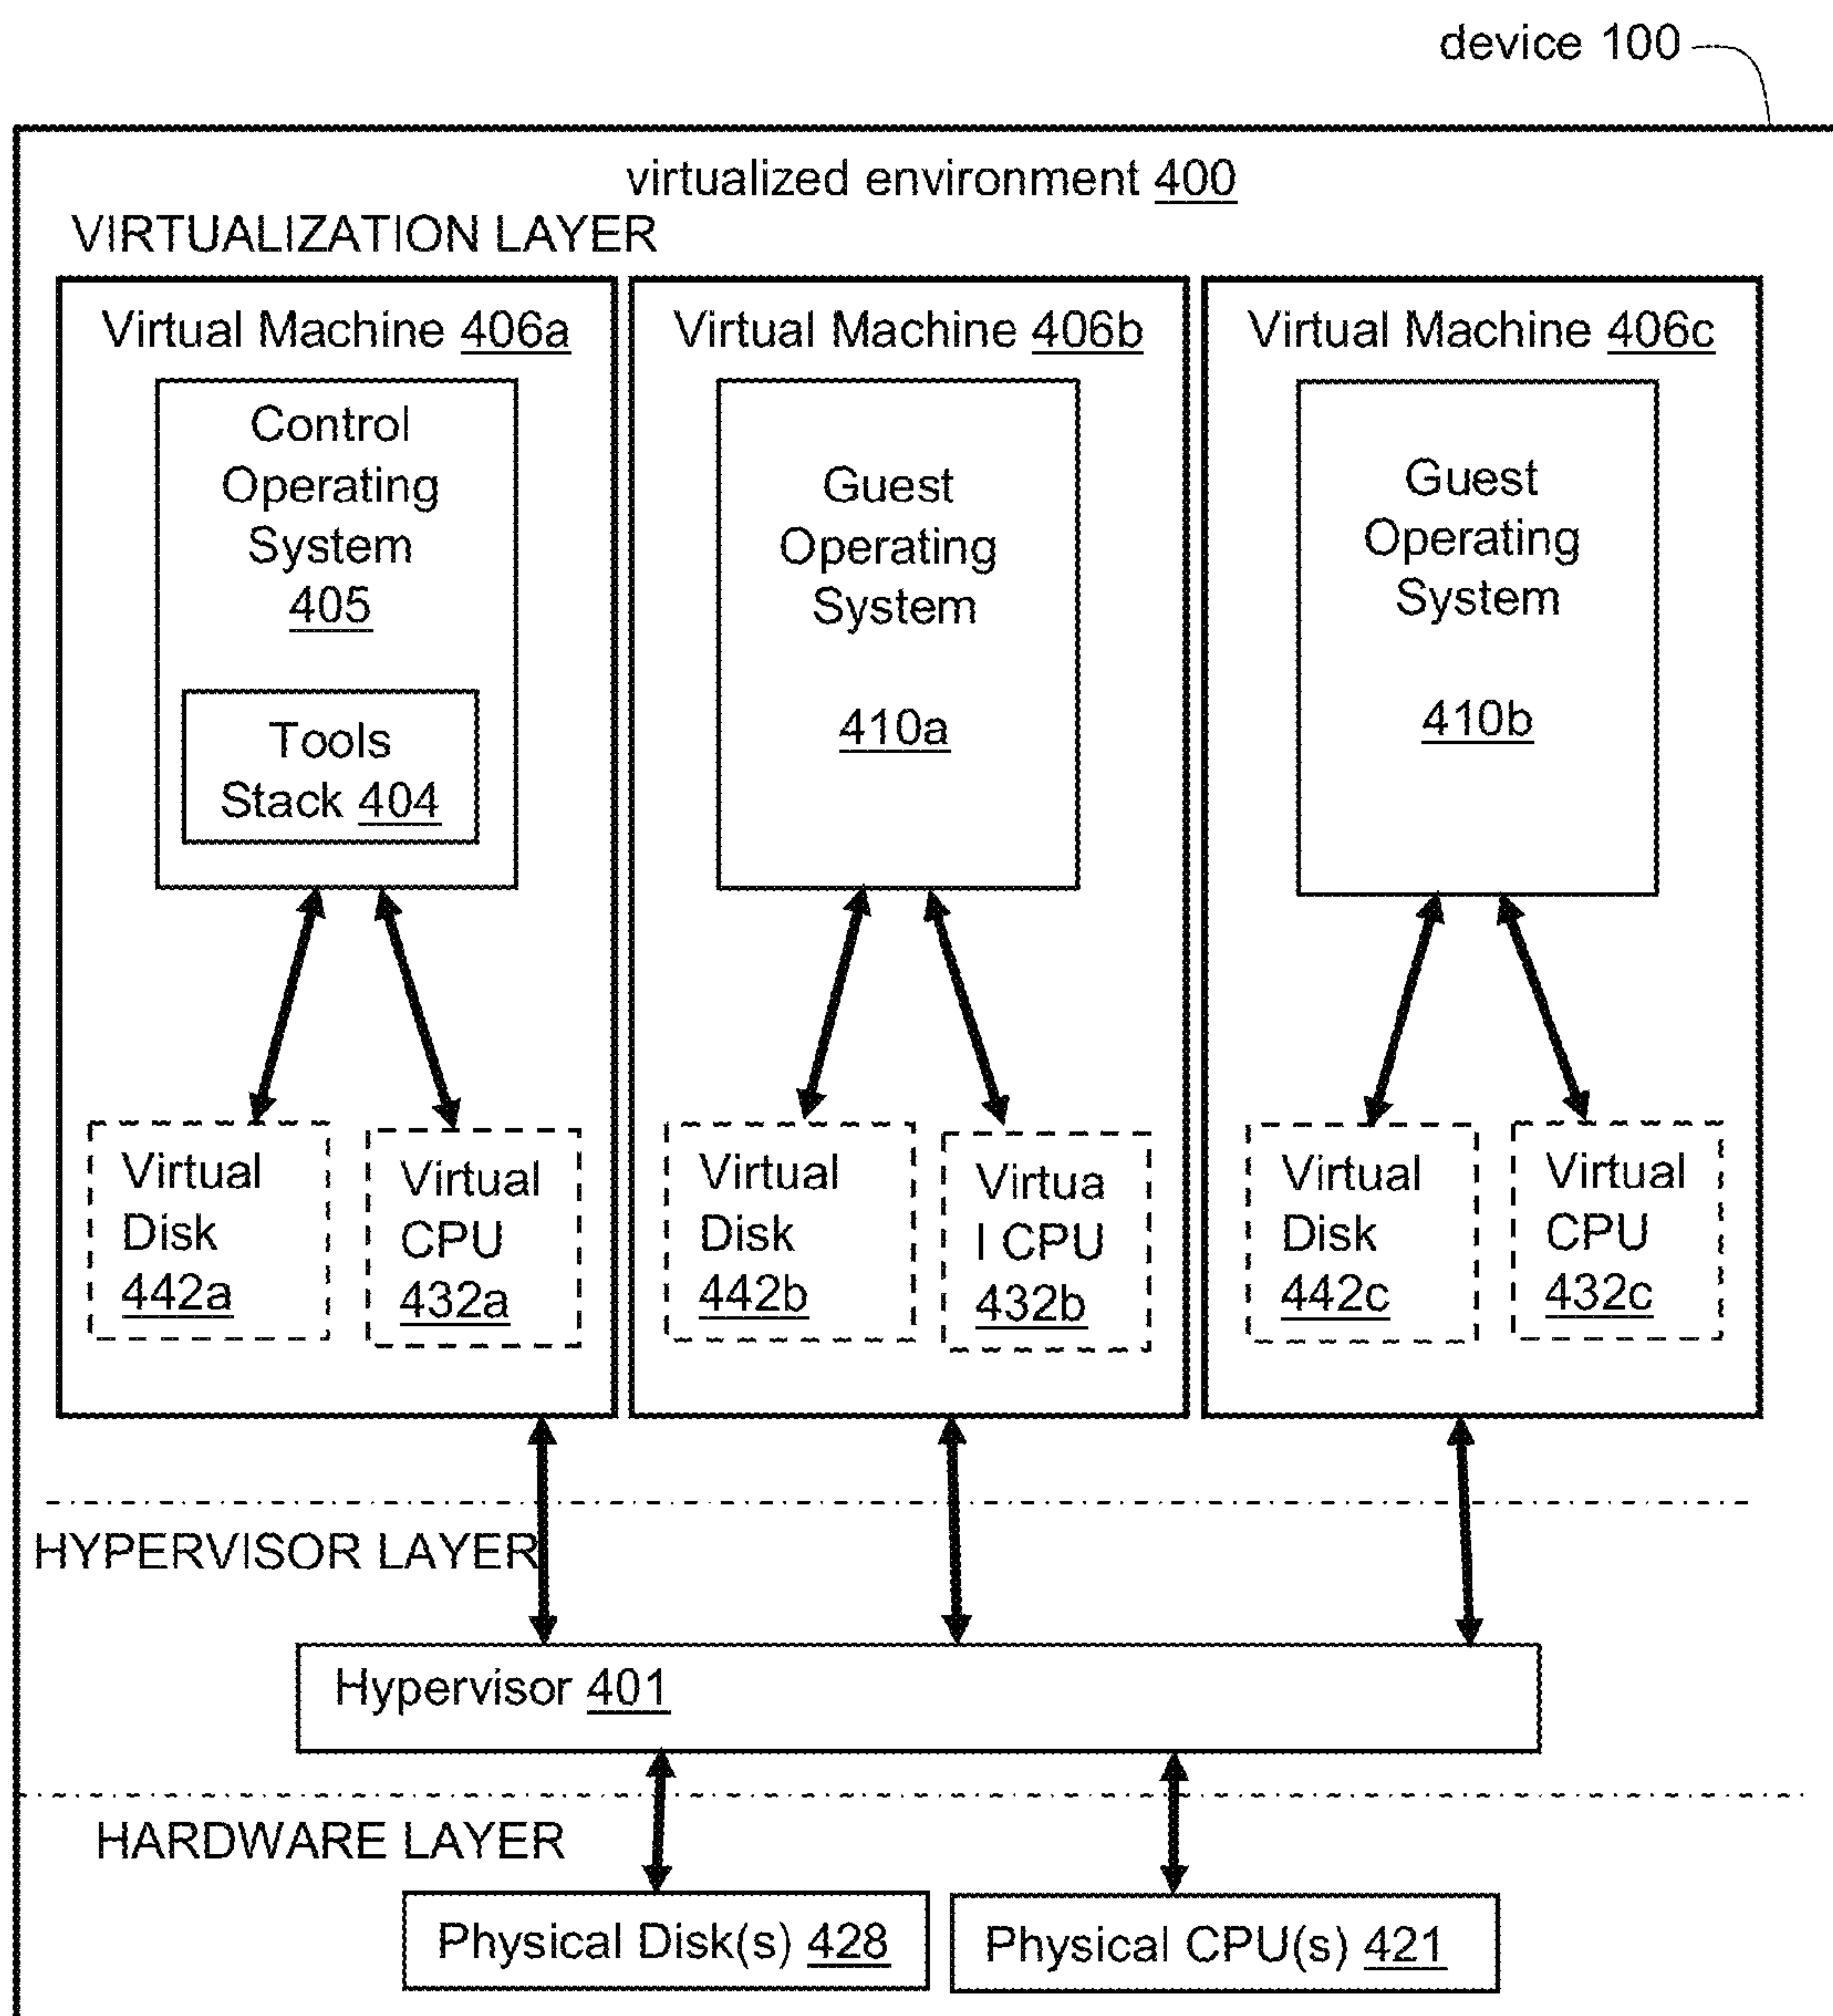 device 100
virtualized environment 400
VIRTUALIZATION LAYER
Virtual Machine 406a
Control
Operating
System
405
Tools
Stack 404
Virtual
Disk
442a
Virtual
CPU
432a
Virtual Machine 406b
Guest
Operating
System
410a
Virtual
Disk
442b
Virtua
l CPU
432b
Virtual Machine 406c
Guest
Operating
System
410b
Virtual
Disk
442c
Virtual
CPU
432c
HYPERVISOR LAYER
Hypervisor 401
HARDWARE LAYER
Physical Disk(s) 428
Physical CPU(s) 421